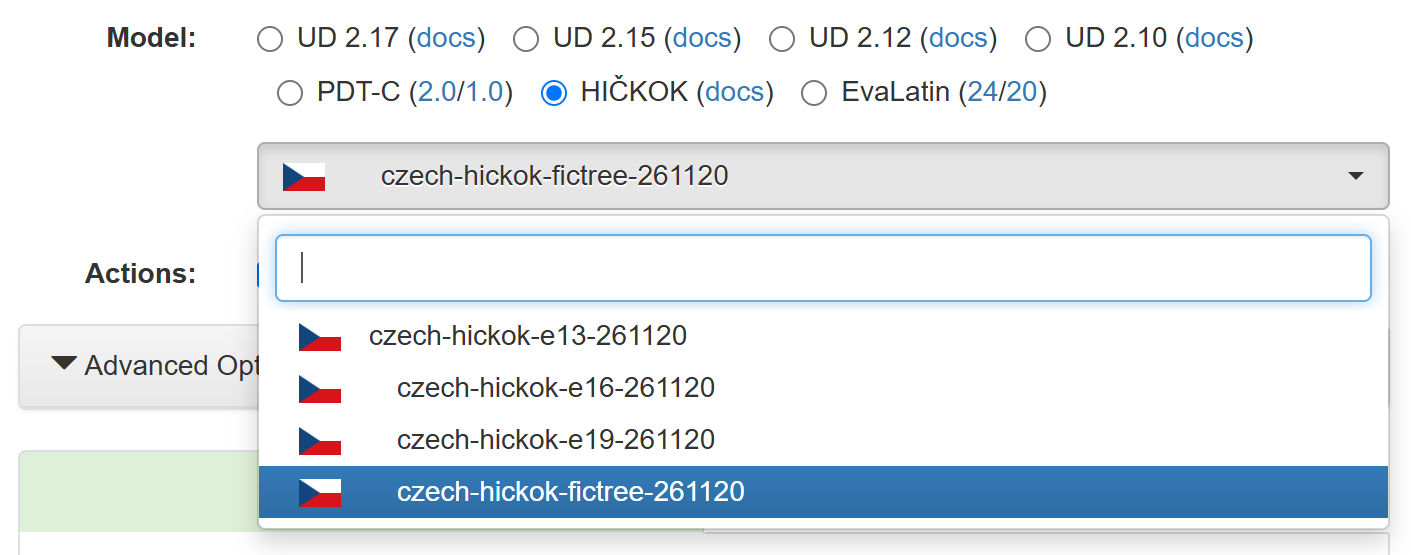 Model: UD 2.17 (docs) UD 2.15 (docs) UD 2.12 (docs) UD 2.10 (docs)
PDT-C (2.0/1.0) HIČKOK (docs) EvaLatin (24/20)
czech-hickok-fictree-261120
Actions:
czech-hickok-e13-261120
Advanced Opt
czech-hickok-e16-261120
czech-hickok-e19-261120
czech-hickok-fictree-261120